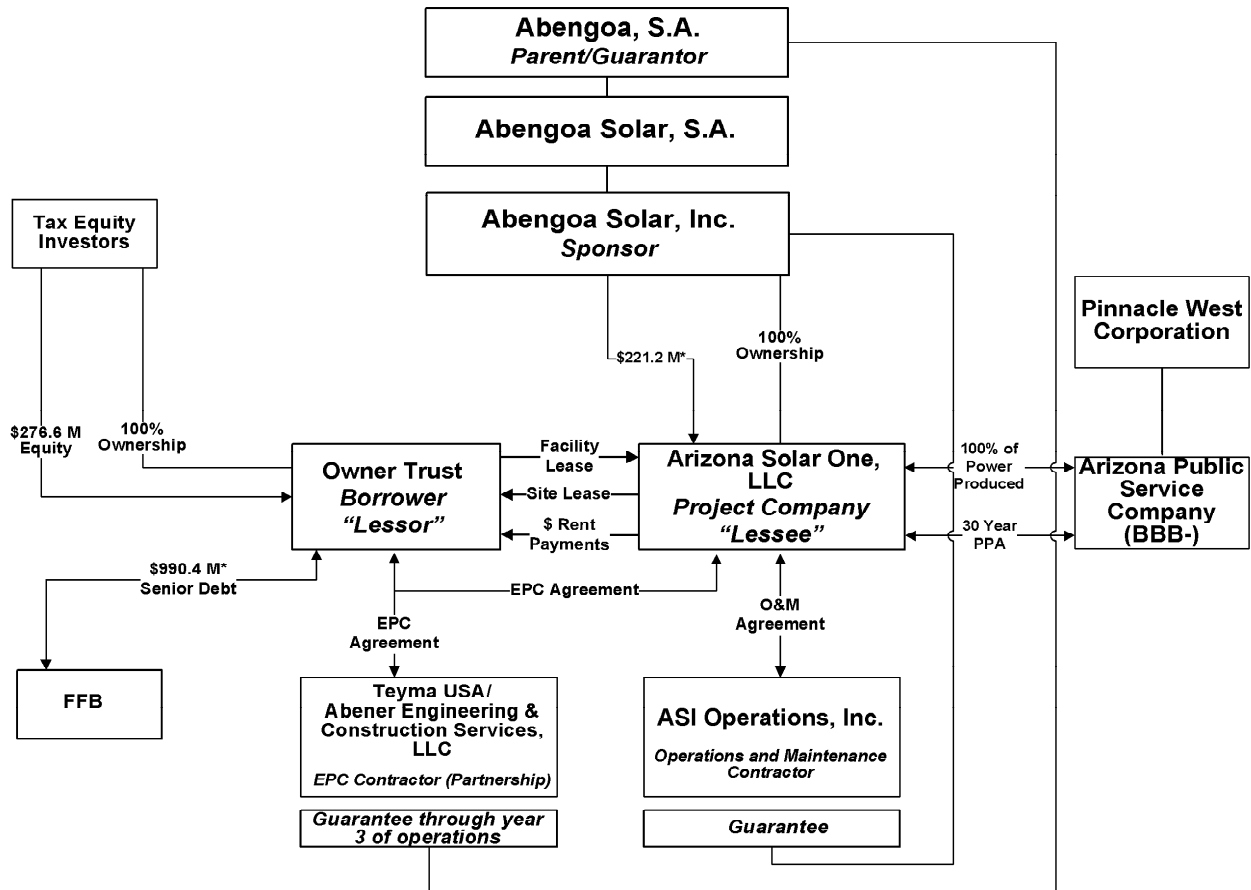 Abengoa, S.A.
Parent/Guarantor
Abengoa Solar, S.A.
Abengoa Solar, Inc.
Sponsor
Tax Equity
Investors
Pinnacle West
Corporation
$221.2 M*
100%
Ownership
$276.6 M
Equity
100%
Ownership
Owner Trust
Borrower
“Lessor”
Facility
Lease
Site Lease
$ Rent
Payments
Arizona Solar One,
LLC
Project Company
“Lessee”
100% of
Power
Produced
30 Year
PPA
Arizona Public
Service
Company
(BBB-)
$990.4 M*
Senior Debt
EPC Agreement
EPC
Agreement
O&M
Agreement
FFB
Teyma USA/
Abener Engineering &
Construction Services,
LLC
EPC Contractor (Partnership)
ASI Operations, Inc.
Operations and Maintenance
Contractor
Guarantee through year
3 of operations
Guarantee